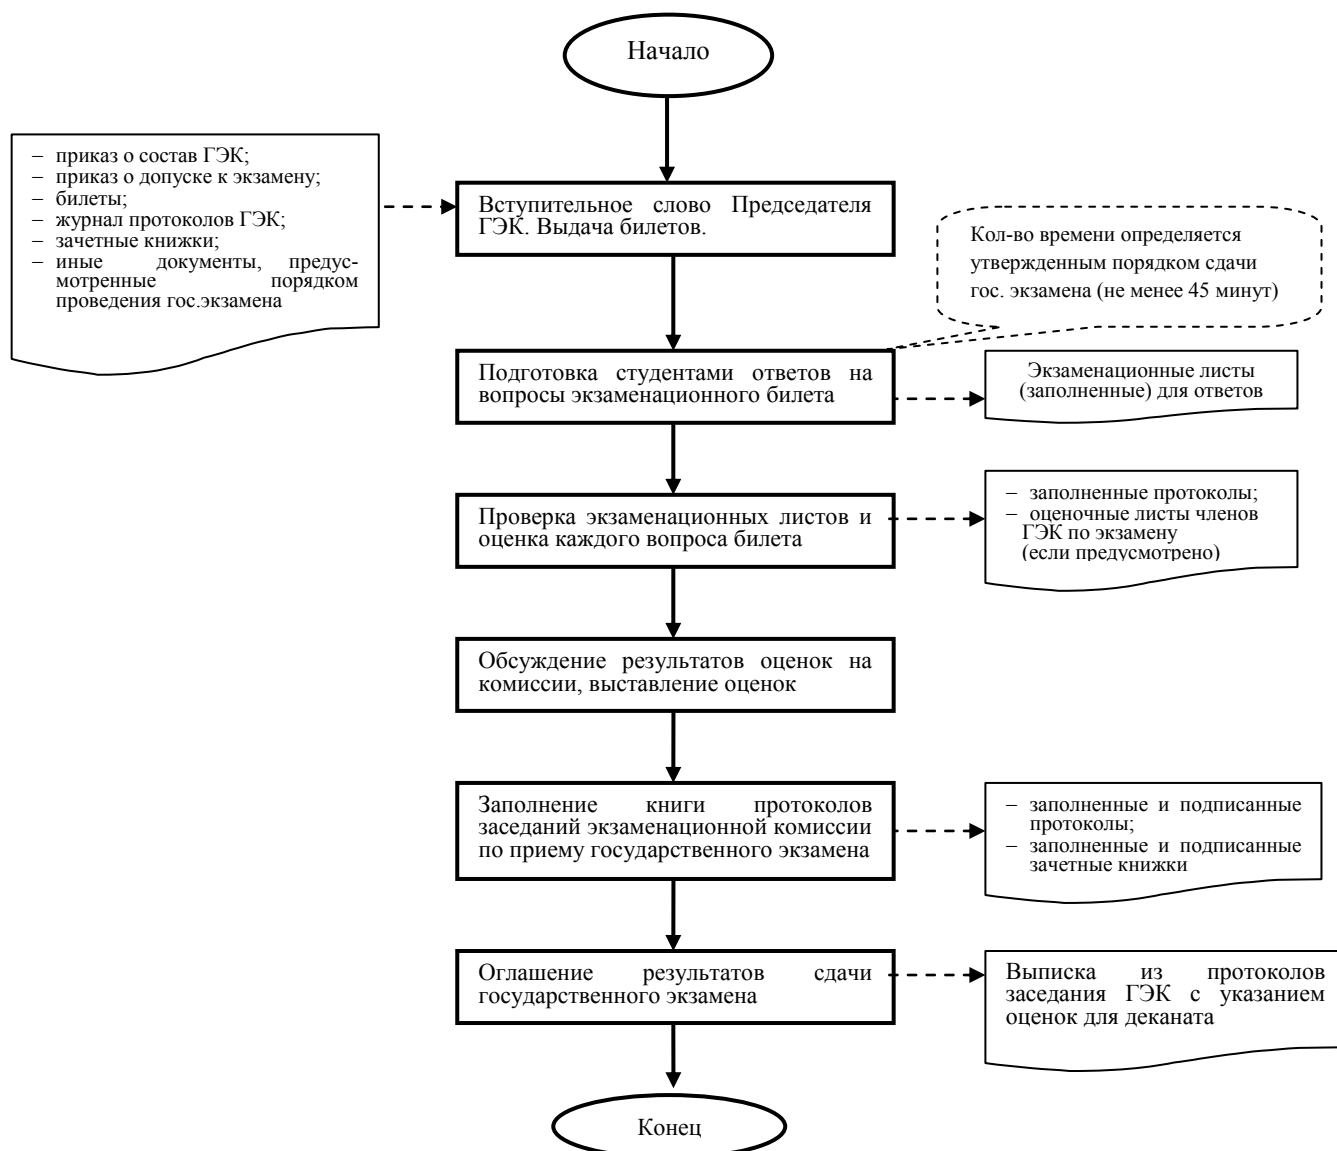 Начало
– приказ о состав ГЭК;
– приказ о допуске к экзамену;
– билеты;
– журнал протоколов ГЭК;
– зачетные книжки;
– иные документы, предус-
мотренные порядком
проведения гос.экзамена
Вступительное слово Председателя
ГЭК. Выдача билетов.
Кол-во времени определяется
утвержденным порядком сдачи
гос. экзамена (не менее 45 минут)
Подготовка студентами ответов на
вопросы экзаменационного билета
Экзаменационные листы
(заполненные) для ответов
Проверка экзаменационных листов и
оценка каждого вопроса билета
– заполненные протоколы;
– оценочные листы членов
ГЭК по экзамену
(если предусмотрено)
Обсуждение результатов оценок на
комиссии, выставление оценок
Заполнение книги протоколов
заседаний экзаменационной комиссии
по приему государственного экзамена
– заполненные и подписанные
протоколы;
– заполненные и подписанные
зачетные книжки
Оглашение результатов сдачи
государственного экзамена
Выписка из протоколов
заседания ГЭК с указанием
оценок для деканата
Конец